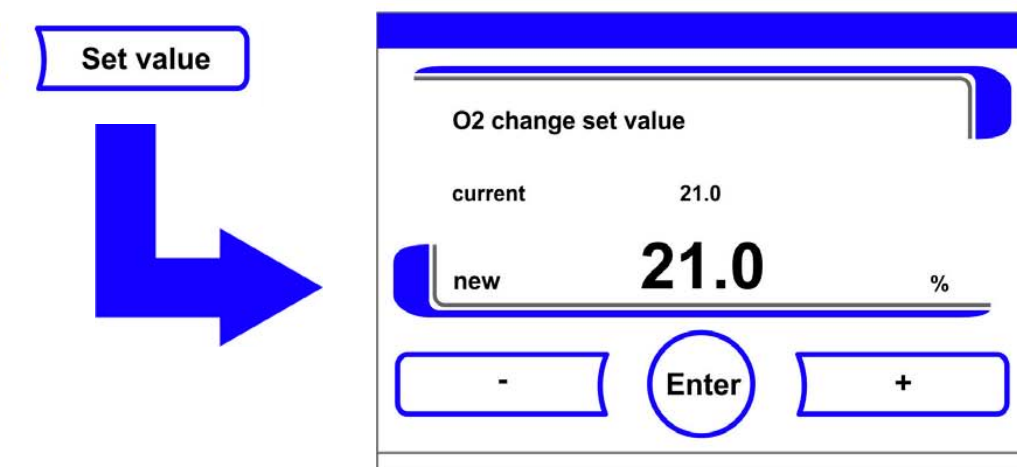 Set value
O2 change set value
current 21.0
new 21.0 %
- Enter +